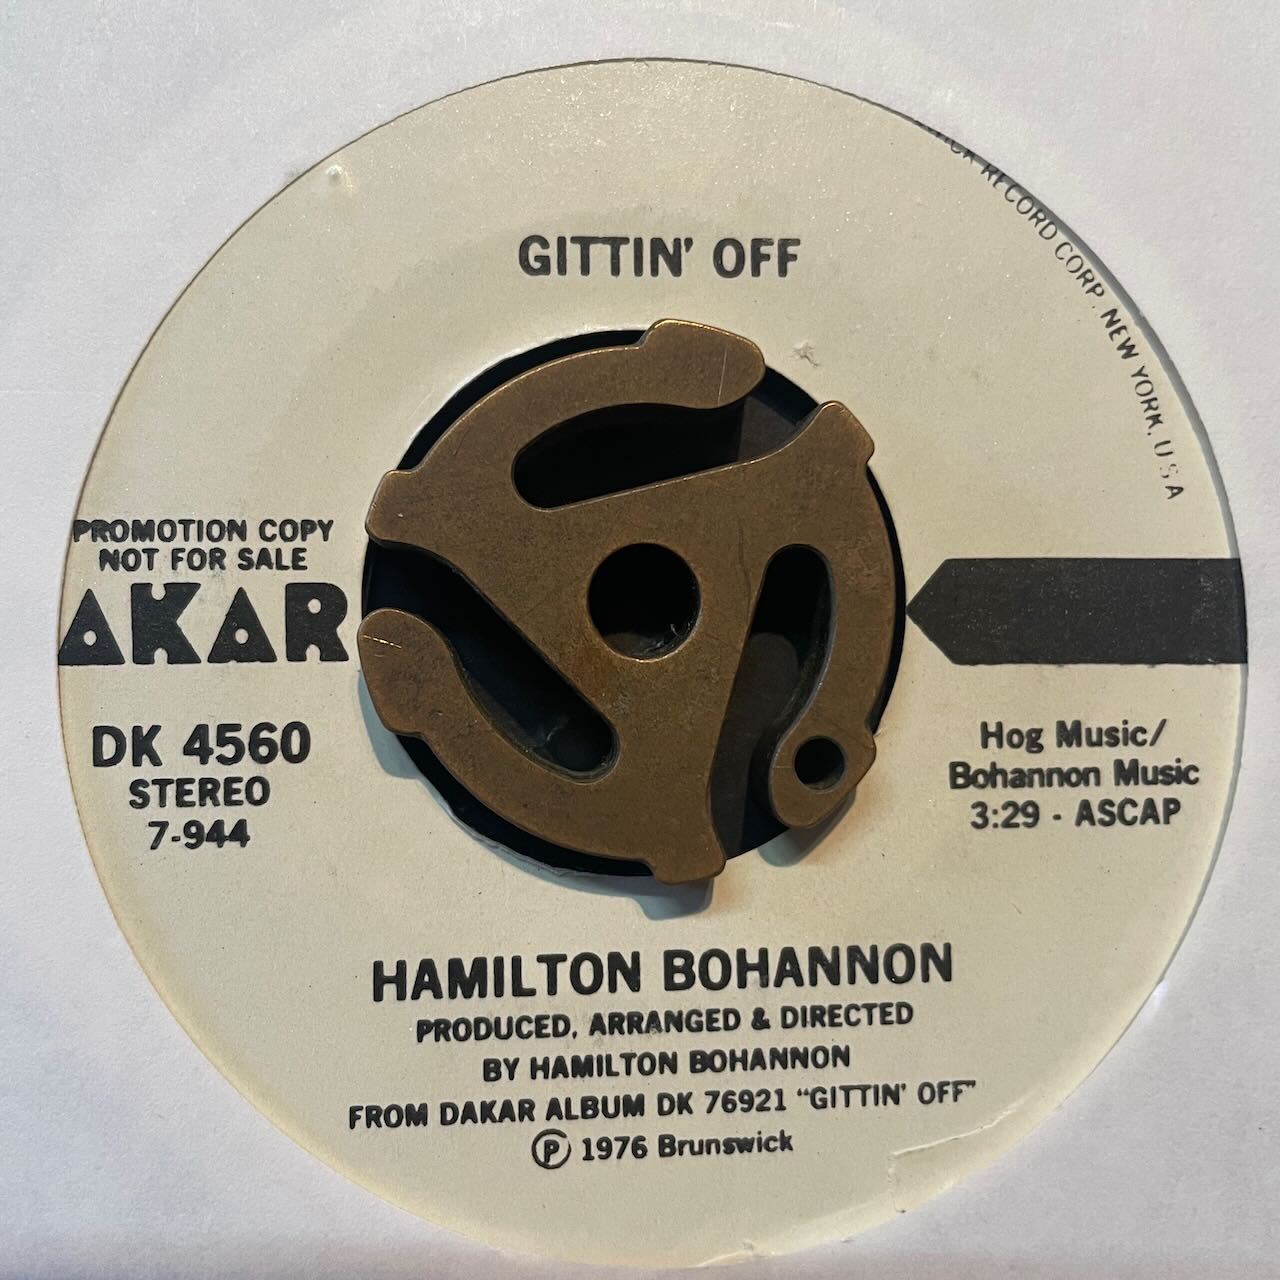 GITTIN' OFF
RECORD CORP. NEW YORK, U S A
PROMOTION COPY
NOT FOR SALE
AKAR
DK 4560
STEREO
7-944
Hog Music/
Bohannon Music
3:29 - ASCAP
HAMILTON BOHANNON
PRODUCED, ARRANGED & DIRECTED
BY HAMILTON BOHANNON
FROM DAKAR ALBUM DK 76921 "GITTIN' OFF"
Ⓟ 1976 Brunswick